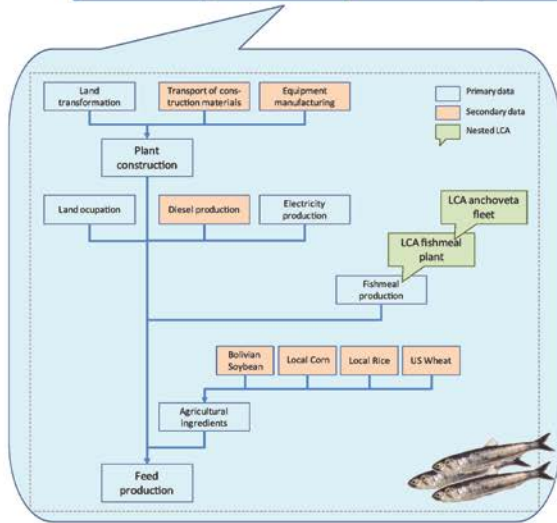 Land
transformation
Transport of cons-
truction materials
Equipment
manufacturing
Primary data
Secondary data
Nested LCA
Plant
construction
Land ocupation
Diesel production
Electricity
production
LCA anchoveta
fleet
LCA fishmeal
plant
Fishmeal
production
Bolivian
Soybean
Local Corn
Local Rice
US Wheat
Agricultural
ingredients
Feed
production